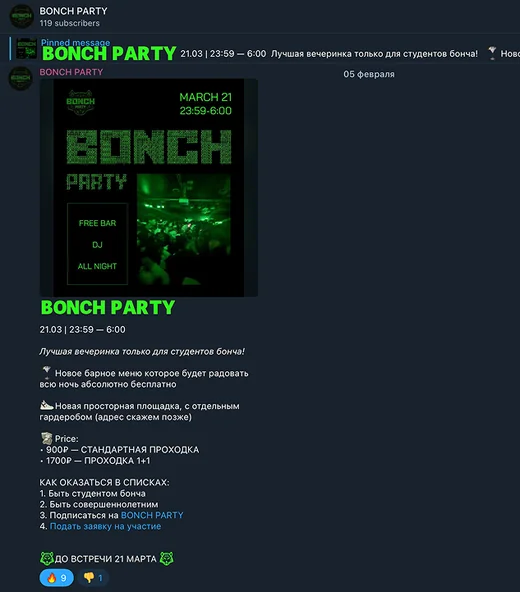 BONCH PARTY
119 subscribers
Pinned message
BONCH PARTY 21.03 | 23:59 — 6:00 Лучшая вечеринка только для студентов бонча! Ново
BONCH PARTY
05 февраля
BONCH
PARTY
MARCH 21
23:59-6:00
BONCH
PARTY
FREE BAR
DJ
ALL NIGHT
BONCH PARTY
21.03 | 23:59 — 6:00
Лучшая вечеринка только для студентов бонча!
Новое барное меню которое будет радовать
всю ночь абсолютно бесплатно
Новая просторная площадка, с отдельным
гардеробом (адрес скажем позже)
Price:
• 900₽ — СТАНДАРТНАЯ ПРОХОДКА
• 1700₽ — ПРОХОДКА 1+1
КАК ОКАЗАТЬСЯ В СПИСКАХ:
1. Быть студентом бонча
2. Быть совершеннолетним
3. Подписаться на BONCH PARTY
4. Подать заявку на участие
ДО ВСТРЕЧИ 21 МАРТА
9
1